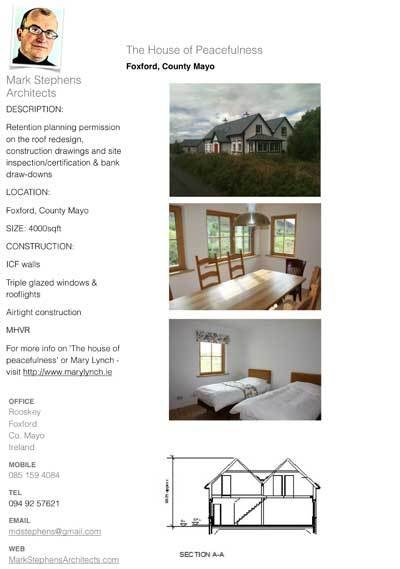 Mark Stephens
Architects
DESCRIPTION:
Retention planning permission
on the roof redesign,
construction drawings and site
inspection/certification & bank
draw-downs
LOCATION:
Foxford, County Mayo
SIZE: 4000sqft
CONSTRUCTION:
ICF walls
Triple glazed windows &
rooflights
Airtight construction
MHVR
For more info on 'The house of
peacefulness' or Mary Lynch -
visit http://www.marylynch.ie
OFFICE
Rooskey
Foxford
Co. Mayo
Ireland
MOBILE
085 159 4084
TEL
094 92 57621
EMAIL
mdstephens@gmail.com
WEB
MarkStephensArchitects.com
The House of Peacefulness
Foxford, County Mayo
SECTION A-A